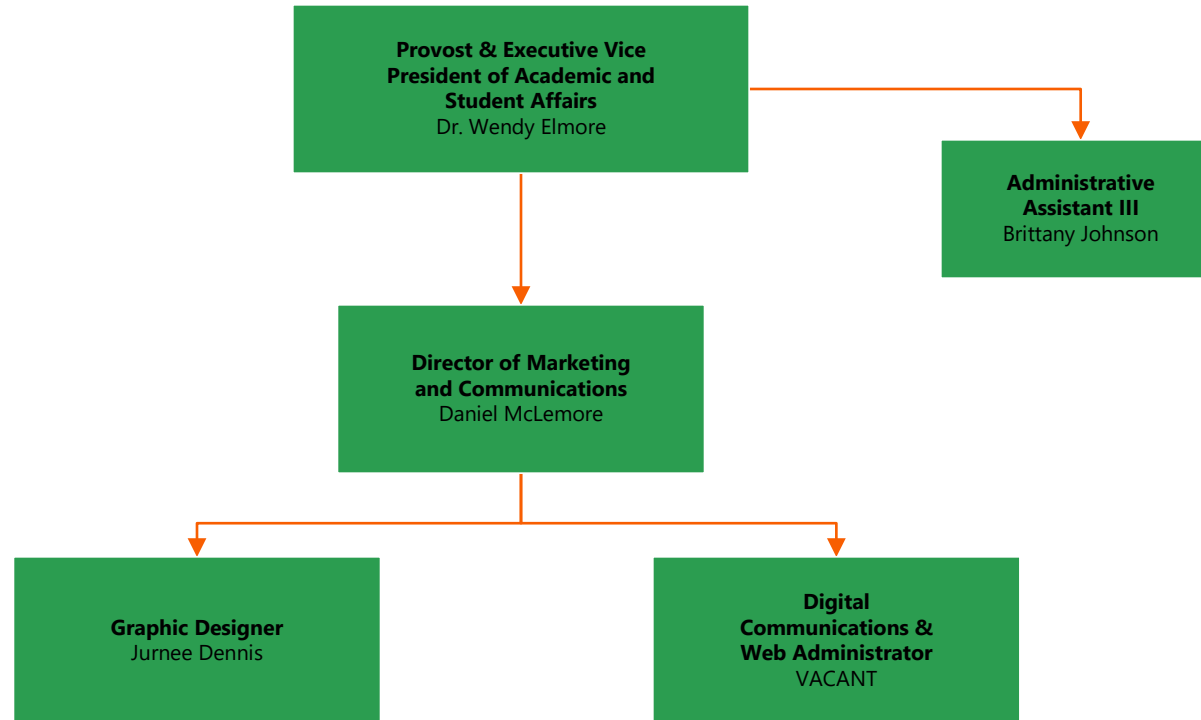 Provost & Executive Vice
President of Academic and
Student Affairs
Dr. Wendy Elmore
Administrative
Assistant III
Brittany Johnson
Director of Marketing
and Communications
Daniel McLemore
Graphic Designer
Jurnee Dennis
Digital
Communications &
Web Administrator
VACANT